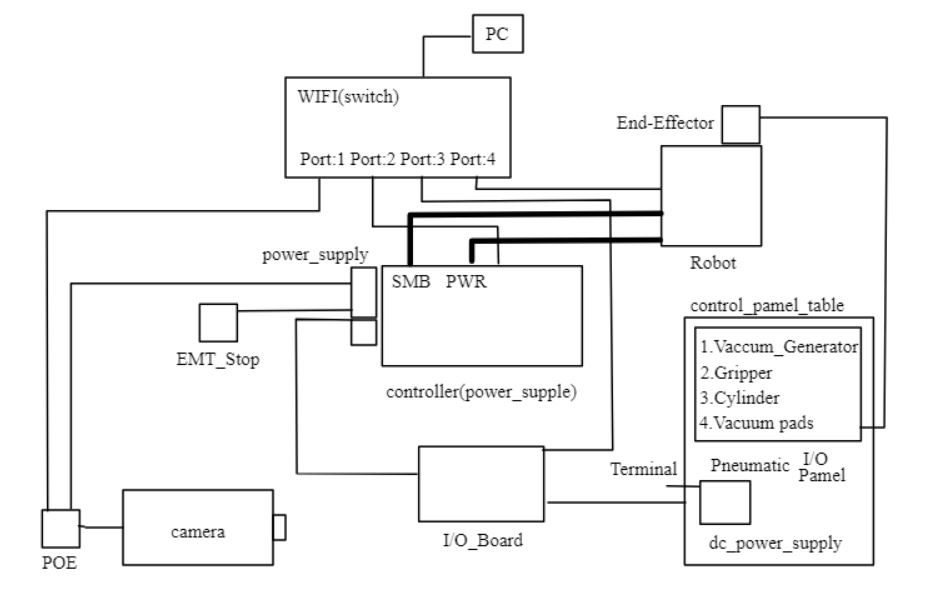 PC
WIFI(switch)
Port:1 Port:2 Port:3 Port:4
End-Effector
Robot
power_supply
SMB PWR
EMT_Stop
controller(power_supple)
control_pamel_table
1.Vaccum_Generator
2.Gripper
3.Cylinder
4.Vacuum pads
Terminal
Pneumatic
I/O
Pamel
dc_power_supply
I/O_Board
camera
POE